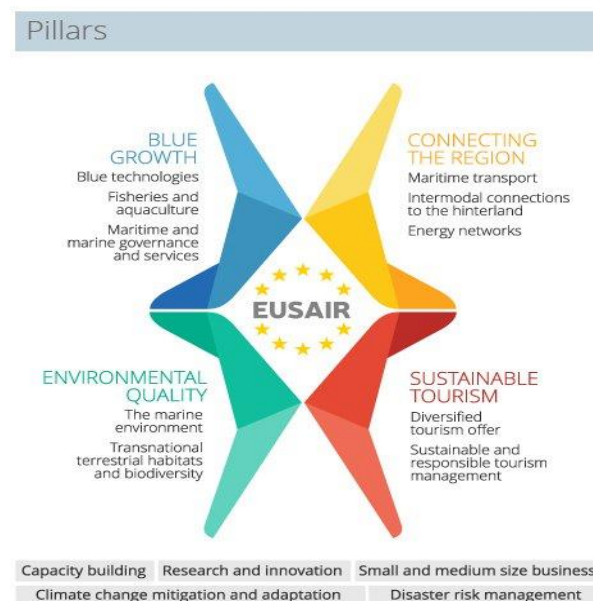 Pillars
BLUE
GROWTH
Blue technologies
Fisheries and
aquaculture
Maritime and
marine governance
and services
CONNECTING
THE REGION
Maritime transport
Intermodal connections
to the hinterland
Energy networks
EUSAIR
ENVIRONMENTAL
QUALITY
The marine
environment
Transnational
terrestrial habitats
and biodiversity
SUSTAINABLE
TOURISM
Diversified
tourism offer
Sustainable and
responsible tourism
management
Capacity building Research and innovation Small and medium size business
Climate change mitigation and adaptation Disaster risk management